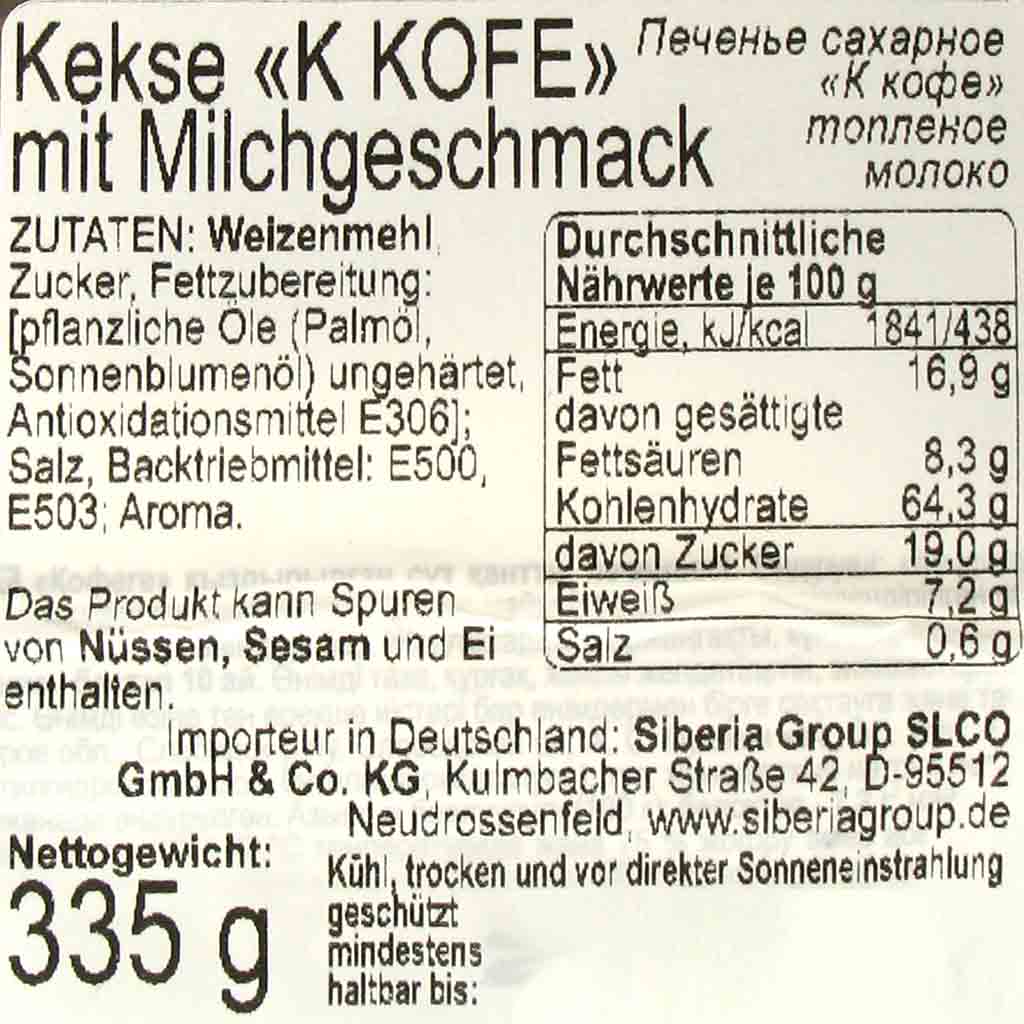 Kekse «K KOFE»
mit Milchgeschmack
Печенье сахарное
«К кофе»
топленое
молоко
ZUTATEN: Weizenmehl,
Zucker, Fettzubereitung:
[pflanzliche Öle (Palmöl,
Sonnenblumenöl) ungehärtet,
Antioxidationsmittel E306];
Salz, Backtriebmittel: E500,
E503; Aroma.
Das Produkt kann Spuren
von Nüssen, Sesam und Ei
enthalten.
Durchschnittliche
Nährwerte je 100 g
Energie, kJ/kcal 1841/438
Fett 16,9 g
davon gesättigte
Fettsäuren 8,3 g
Kohlenhydrate 64,3 g
davon Zucker 19,0 g
Eiweiß 7,2 g
Salz 0,6 g
Importeur in Deutschland: Siberia Group SLCO
GmbH & Co. KG, Kulmbacher Straße 42, D-95512
Neudrossenfeld, www.siberiagroup.de
Nettogewicht:
335 g
Kühl, trocken und vor direkter Sonneneinstrahlung
geschützt
mindestens
haltbar bis: